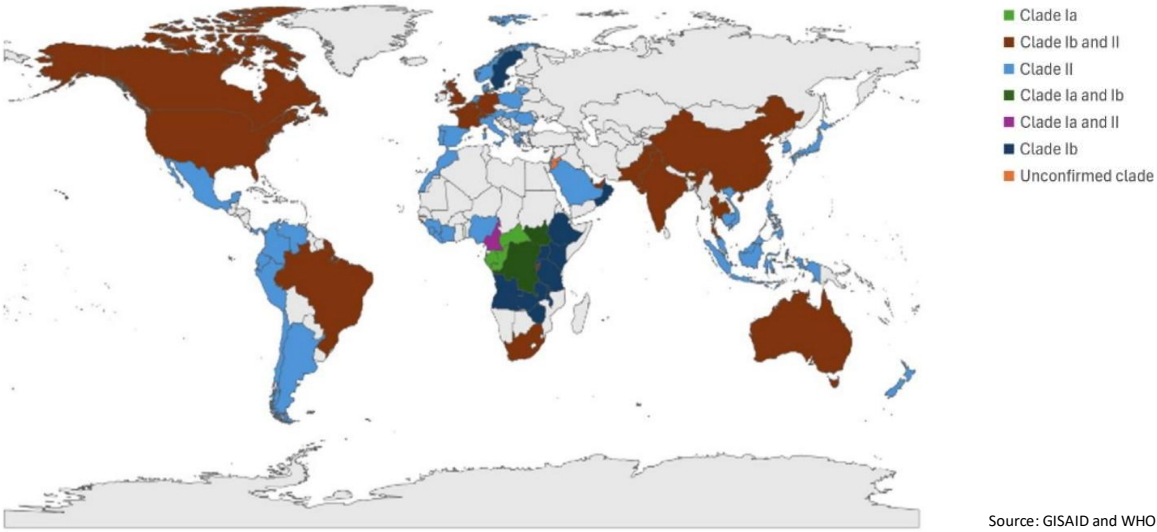 Clade Ia
Clade Ib and II
Clade II
Clade Ia and Ib
Clade Ia and II
Clade Ib
Unconfirmed clade
Source: GISAID and WHO